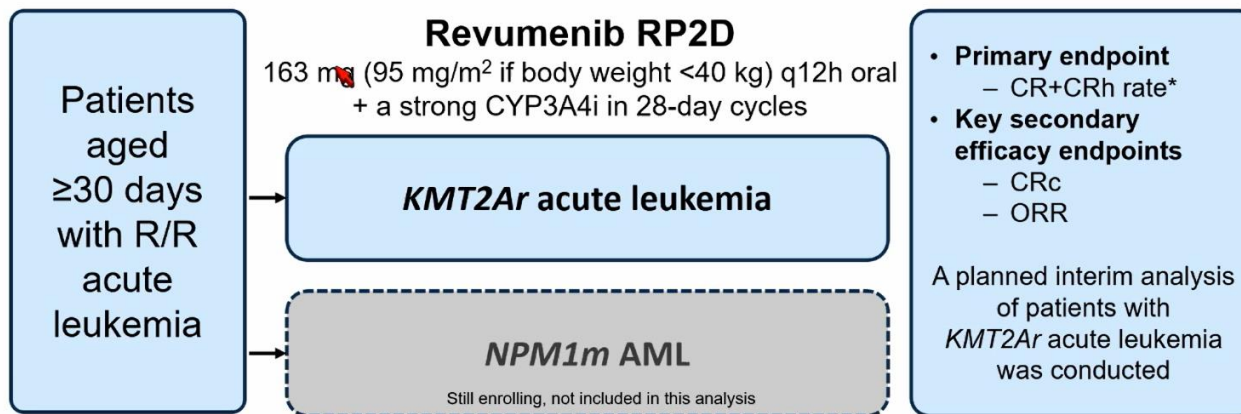 Patients
aged
≥30 days
with R/R
acute
leukemia
Revumenib RP2D
163 mg (95 mg/m² if body weight <40 kg) q12h oral
+ a strong CYP3A4i in 28-day cycles
KMT2Ar acute leukemia
NPM1m AML
Still enrolling, not included in this analysis
• Primary endpoint
– CR+CRh rate*
• Key secondary
efficacy endpoints
– CRc
– ORR
A planned interim analysis
of patients with
KMT2Ar acute leukemia
was conducted